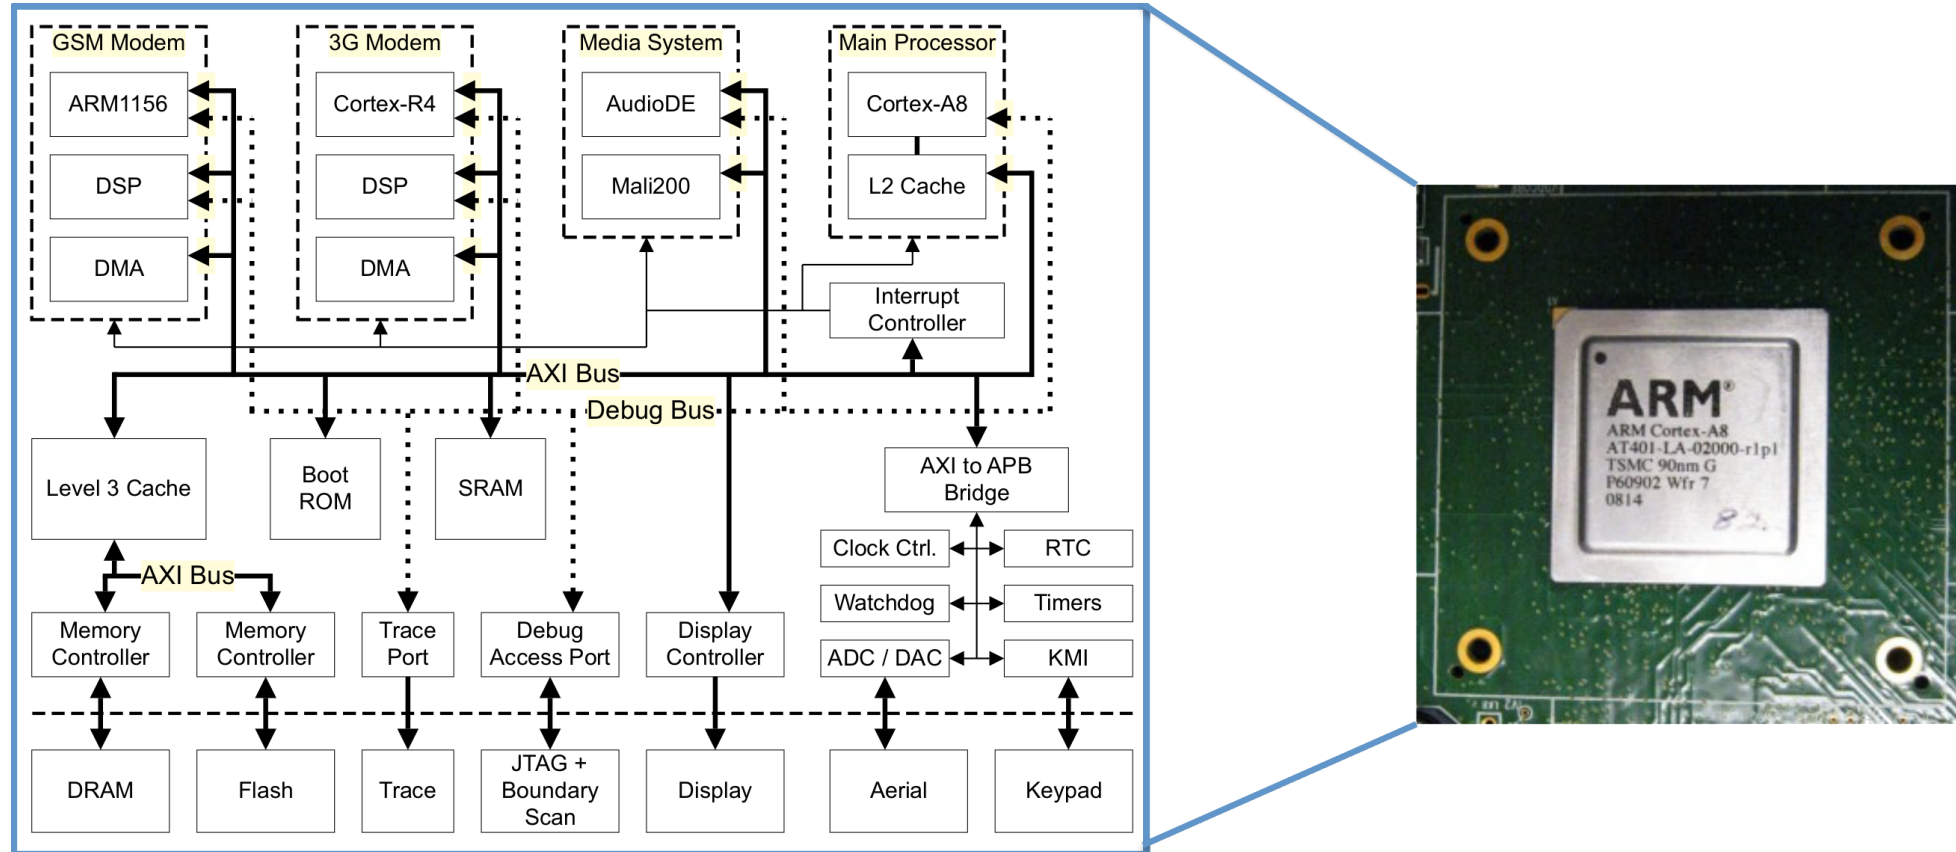 GSM Modem
3G Modem
Media System
Main Processor
ARM1156
Cortex-R4
AudioDE
Cortex-A8
DSP
DSP
Mali200
L2 Cache
DMA
DMA
Interrupt
Controller
AXI Bus
Debug Bus
Level 3 Cache
Boot
ROM
SRAM
AXI to APB
Bridge
Clock Ctrl.
RTC
AXI Bus
Watchdog
Timers
Memory
Controller
Memory
Controller
Trace
Port
Debug
Access Port
Display
Controller
ADC / DAC
KMI
DRAM
Flash
Trace
JTAG +
Boundary
Scan
Display
Aerial
Keypad
ARM®
ARM Cortex-A8
AT401-LA-02000-r1p1
TSMC 90nm G
P60902 Wfr 7
0814